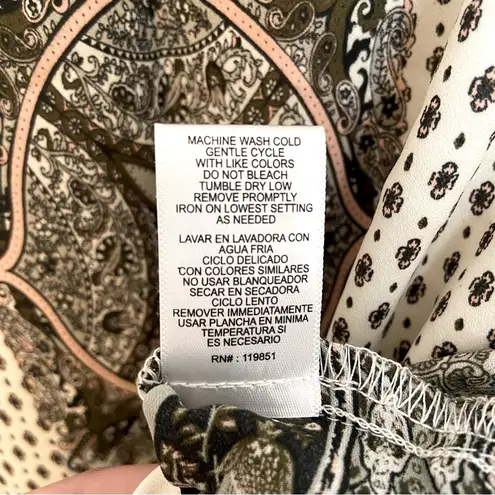 MACHINE WASH COLD
GENTLE CYCLE
WITH LIKE COLORS
DO NOT BLEACH
TUMBLE DRY LOW
REMOVE PROMPTLY
IRON ON LOWEST SETTING
AS NEEDED
LAVAR EN LAVADORA CON
AGUA FRIA
CICLO DELICADO
CON COLORES SIMILARES
NO USAR BLANQUEADOR
SECAR EN SECADORA
CICLO LENTO
REMOVER IMMEDIATAMENTE
USAR PLANCHA EN MINIMA
TEMPERATURA SI
ES NECESARIO
RN# : 119851